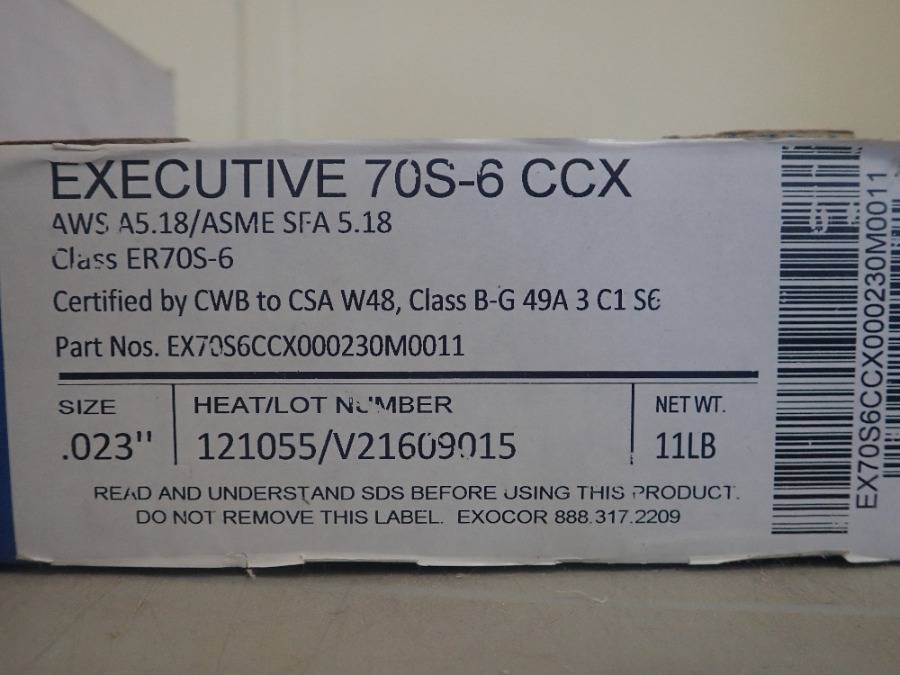 EXECUTIVE 70S-6 CCX
AWS A5.18/ASME SFA 5.18
Class ER70S-6
Certified by CWB to CSA W48, Class B-G 49A 3 C1 S6
Part Nos. EX70S6CCX000230M0011
SIZE
.023"
HEAT/LOT NUMBER
121055/V21609015
NET WT.
11LB
READ AND UNDERSTAND SDS BEFORE USING THIS PRODUCT.
DO NOT REMOVE THIS LABEL. EXOCOR 888.317.2209
EX70S6CCX000230M0011